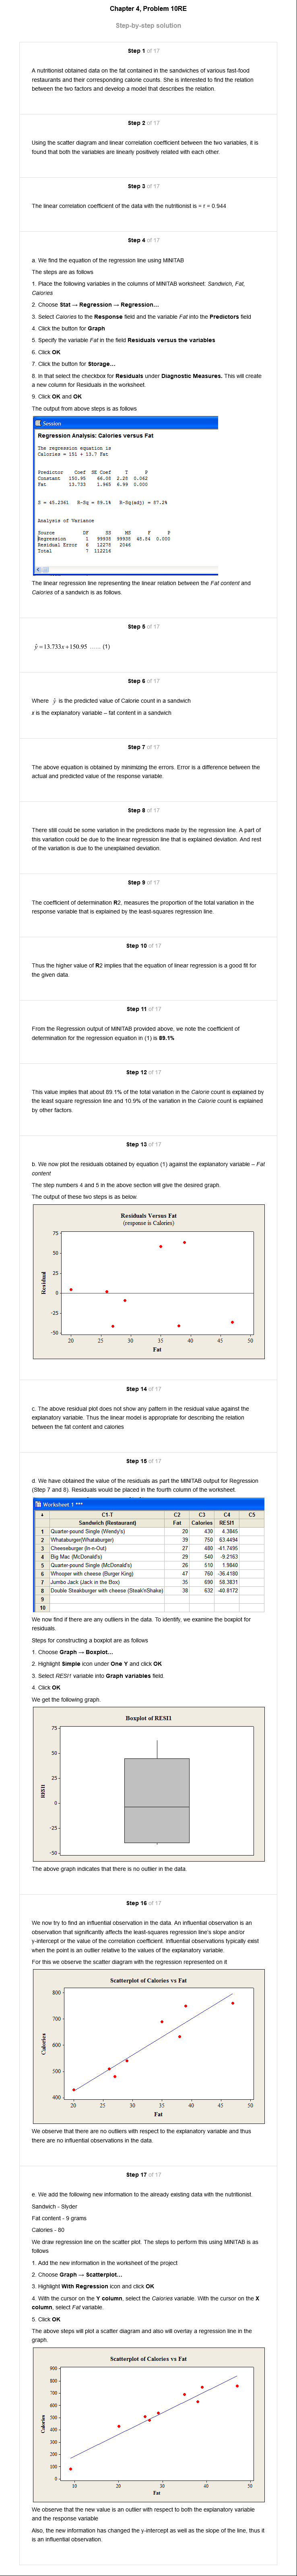 Chapter 4, Problem 10RE
Step-by-step solution
Step 1 of 17
A nutritionist obtained data on the fat contained in the sandwiches of various fast-food
restaurants and their corresponding calorie counts. She is interested to find the relation
between the two factors and develop a model that describes the relation.
Step 2 of 17
Using the scatter diagram and linear correlation coefficient between the two variables, it is
found that both the variables are linearly positively related with each other.
Step 3 of 17
The linear correlation coefficient of the data with the nutritionist is = r = 0.944
Step 4 of 17
a. We find the equation of the regression line using MINITAB
The steps are as follows
1. Place the following variables in the columns of MINITAB worksheet: Sandwich, Fat,
Calories
2. Choose Stat → Regression → Regression…
3. Select Calories to the Response field and the variable Fat into the Predictors field
4. Click the button for Graph
5. Specify the variable Fat in the field Residuals versus the variables
6. Click OK
7. Click the button for Storage…
8. In that select the checkbox for Residuals under Diagnostic Measures. This will create
a new column for Residuals in the worksheet.
9. Click OK and OK
The output from above steps is as follows
Session
Regression Analysis: Calories versus Fat
The regression equation is
Calories = 151 + 13.7 Fat
Predictor Coef SE Coef T P
Constant 150.95 66.08 2.28 0.062
Fat 13.733 1.965 6.99 0.000
S = 45.2361 R-Sq = 89.1% R-Sq(adj) = 87.2%
Analysis of Variance
Source DF SS MS F P
Regression 1 99938 99938 48.84 0.000
Residual Error 6 12278 2046
Total 7 112216
The linear regression line representing the linear relation between the Fat content and
Calories of a sandwich is as follows.
Step 5 of 17
ŷ = 13.733x + 150.95 …… (1)
Step 6 of 17
Where ŷ is the predicted value of Calorie count in a sandwich
x is the explanatory variable – fat content in a sandwich
Step 7 of 17
The above equation is obtained by minimizing the errors. Error is a difference between the
actual and predicted value of the response variable.
Step 8 of 17
There still could be some variation in the predictions made by the regression line. A part of
this variation could be due to the linear regression line that is explained deviation. And rest
of the variation is due to the unexplained deviation.
Step 9 of 17
The coefficient of determination R2, measures the proportion of the total variation in the
response variable that is explained by the least-squares regression line.
Step 10 of 17
Thus the higher value of R2 implies that the equation of linear regression is a good fit for
the given data.
Step 11 of 17
From the Regression output of MINITAB provided above, we note the coefficient of
determination for the regression equation in (1) is 89.1%
Step 12 of 17
This value implies that about 89.1% of the total variation in the Calorie count is explained by
the least square regression line and 10.9% of the variation in the Calorie count is explained
by other factors.
Step 13 of 17
b. We now plot the residuals obtained by equation (1) against the explanatory variable – Fat
content
The step numbers 4 and 5 in the above section will give the desired graph.
The output of these two steps is as below.
Residuals Versus Fat
(response is Calories)
75
50
25
0
-25
-50
Residual
20 25 30 35 40 45 50
Fat
Step 14 of 17
c. The above residual plot does not show any pattern in the residual value against the
explanatory variable. Thus the linear model is appropriate for describing the relation
between the fat content and calories
Step 15 of 17
d. We have obtained the value of the residuals as part the MINITAB output for Regression
(Step 7 and 8). Residuals would be placed in the fourth column of the worksheet.
Worksheet 1 ***
C1-T C2 C3 C4 C5
Sandwich (Restaurant) Fat Calories RESI1
1 Quarter-pound Single (Wendy's) 20 430 4.3845
2 Whataburger(Whataburger) 39 750 63.4494
3 Cheeseburger (In-n-Out) 27 480 -41.7495
4 Big Mac (McDonald's) 29 540 -9.2163
5 Quarter-pound Single (McDonald's) 26 510 1.9840
6 Whooper with cheese (Burger King) 47 760 -36.4180
7 Jumbo Jack (Jack in the Box) 35 690 58.3831
8 Double Steakburger with cheese (Steak'nShake) 38 632 -40.8172
9
10
We now find if there are any outliers in the data. To identify, we examine the boxplot for
residuals.
Steps for constructing a boxplot are as follows
1. Choose Graph → Boxplot…
2. Highlight Simple icon under One Y and click OK.
3. Select RESI1 variable into Graph variables field.
4. Click OK
We get the following graph.
Boxplot of RESI1
75
50
25
0
-25
-50
RESI1
The above graph indicates that there is no outlier in the data.
Step 16 of 17
We now try to find an influential observation in the data. An influential observation is an
observation that significantly affects the least-squares regression line's slope and/or
y-intercept or the value of the correlation coefficient. Influential observations typically exist
when the point is an outlier relative to the values of the explanatory variable.
For this we observe the scatter diagram with the regression represented on it
Scatterplot of Calories vs Fat
800
700
600
500
400
Calories
20 25 30 35 40 45 50
Fat
We observe that there are no outliers with respect to the explanatory variable and thus
there are no influential observations in the data.
Step 17 of 17
e. We add the following new information to the already existing data with the nutritionist.
Sandwich - Slyder
Fat content - 9 grams
Calories - 80
We draw regression line on the scatter plot. The steps to perform this using MINITAB is as
follows
1. Add the new information in the worksheet of the project
2. Choose Graph → Scatterplot…
3. Highlight With Regression icon and click OK
4. With the cursor on the Y column, select the Calories variable. With the cursor on the X
column, select Fat variable.
5. Click OK
The above steps will plot a scatter diagram and also will overlay a regression line in the
graph.
Scatterplot of Calories vs Fat
900
800
700
600
500
400
300
200
100
0
Calories
10 20 30 40 50
Fat
We observe that the new value is an outlier with respect to both the explanatory variable
and the response variable
Also, the new information has changed the y-intercept as well as the slope of the line, thus it
is an influential observation.